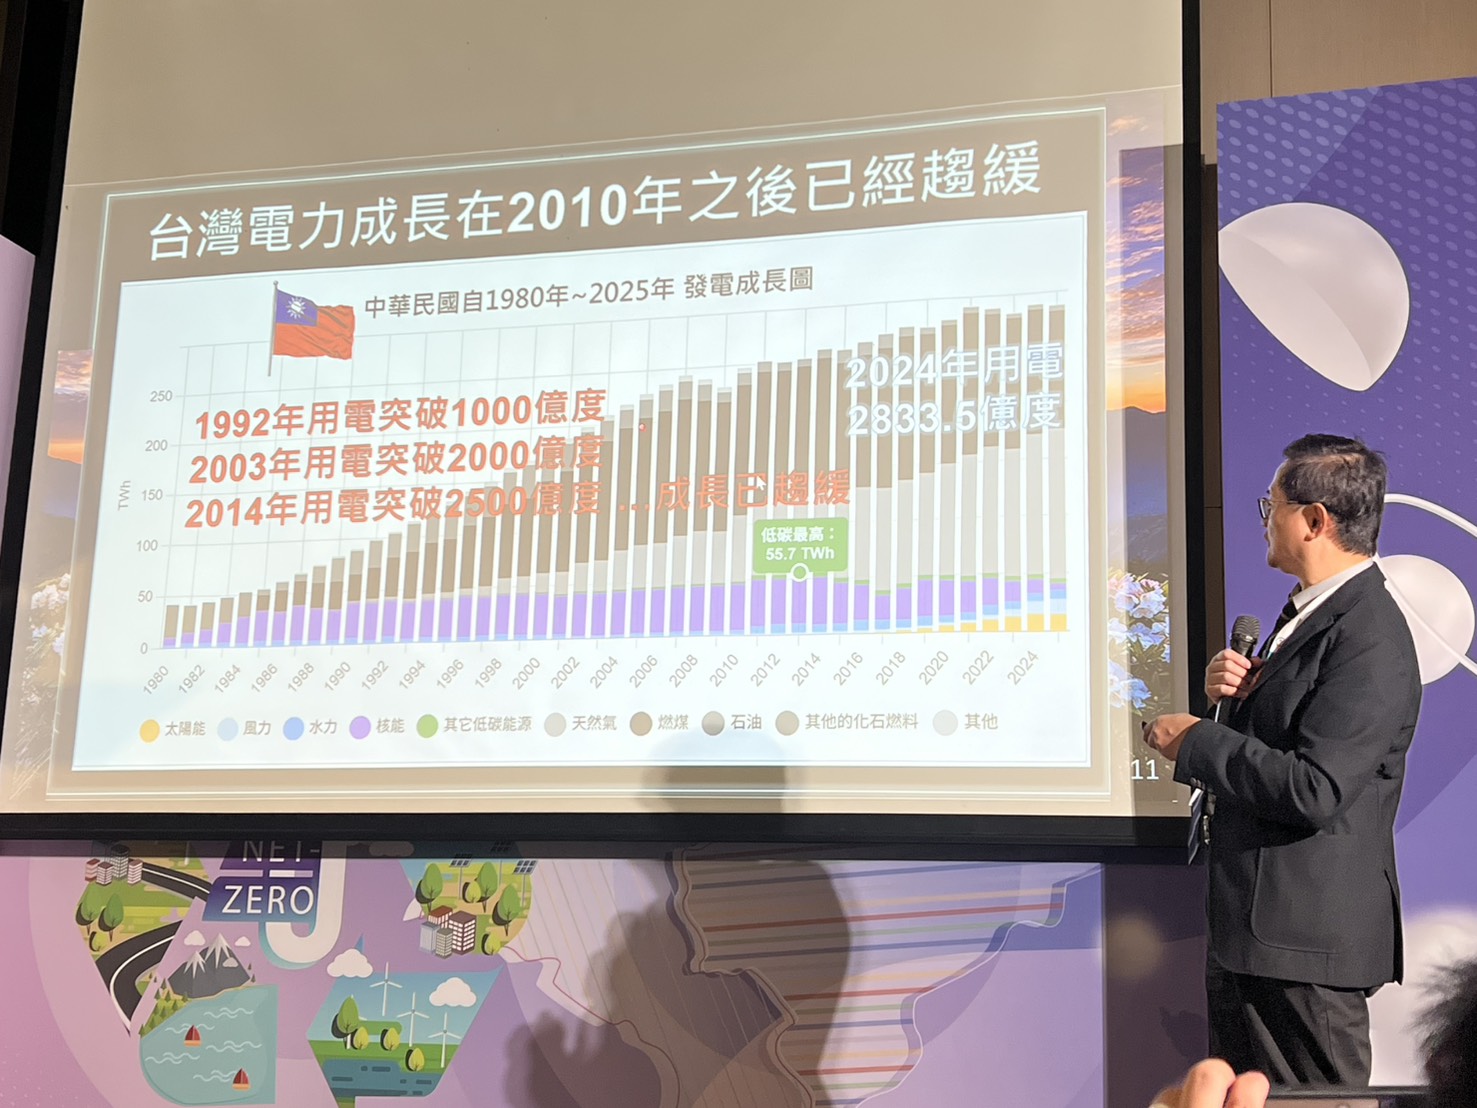 台灣電力成長在2010年之後已經趨緩
中華民國自1980年~2025年 發電成長圖
1992年用電突破1000億度
2003年用電突破2000億度
2014年用電突破2500億度 ...成長已趨緩
2024年用電
2833.5億度
低碳最高：
55.7 TWh
TWh
250
200
150
100
50
0
1980 1982 1984 1986 1988 1990 1992 1994 1996 1998 2000 2002 2004 2006 2008 2010 2012 2014 2016 2018 2020 2022 2024
太陽能 風力 水力 核能 其它低碳能源 天然氣 燃煤 石油 其他的化石燃料 其他
11
NET-
ZERO